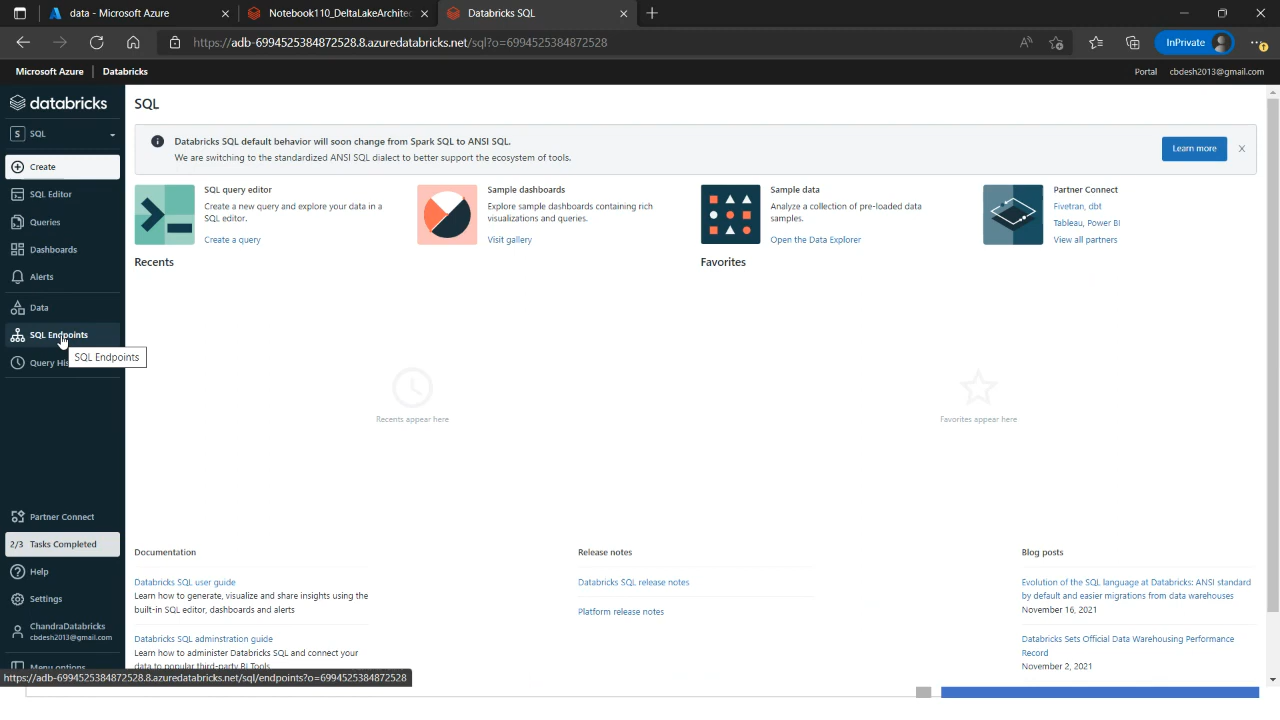 data - Microsoft Azure
Notebook110_DeltaLakeArchitec
Databricks SQL
https://adb-6994525384872528.8.azuredatabricks.net/sql?o=6994525384872528
InPrivate
Microsoft Azure
Databricks
Portal
cbdesh2013@gmail.com
databricks
S SQL
Create
SQL Editor
Queries
Dashboards
Alerts
Data
SQL Endpoints
Query His
SQL Endpoints
Partner Connect
2/3 Tasks Completed
Help
Settings
ChandraDatabricks
cbdesh2013@gmail.com
Menu options
SQL
Databricks SQL default behavior will soon change from Spark SQL to ANSI SQL.
We are switching to the standardized ANSI SQL dialect to better support the ecosystem of tools.
Learn more
SQL query editor
Create a new query and explore your data in a
SQL editor.
Create a query
Sample dashboards
Explore sample dashboards containing rich
visualizations and queries.
Visit gallery
Sample data
Analyze a collection of pre-loaded data
samples.
Open the Data Explorer
Partner Connect
Fivetran, dbt
Tableau, Power BI
View all partners
Recents
Favorites
Recents appear here
Favorites appear here
Documentation
Databricks SQL user guide
Learn how to generate, visualize and share insights using the
built-in SQL editor, dashboards and alerts
Databricks SQL adminstration guide
Learn how to administer Databricks SQL and connect your
data to popular third-party BI Tools
Release notes
Databricks SQL release notes
Platform release notes
Blog posts
Evolution of the SQL language at Databricks: ANSI standard
by default and easier migrations from data warehouses
November 16, 2021
Databricks Sets Official Data Warehousing Performance
Record
November 2, 2021
https://adb-6994525384872528.8.azuredatabricks.net/sql/endpoints?o=6994525384872528